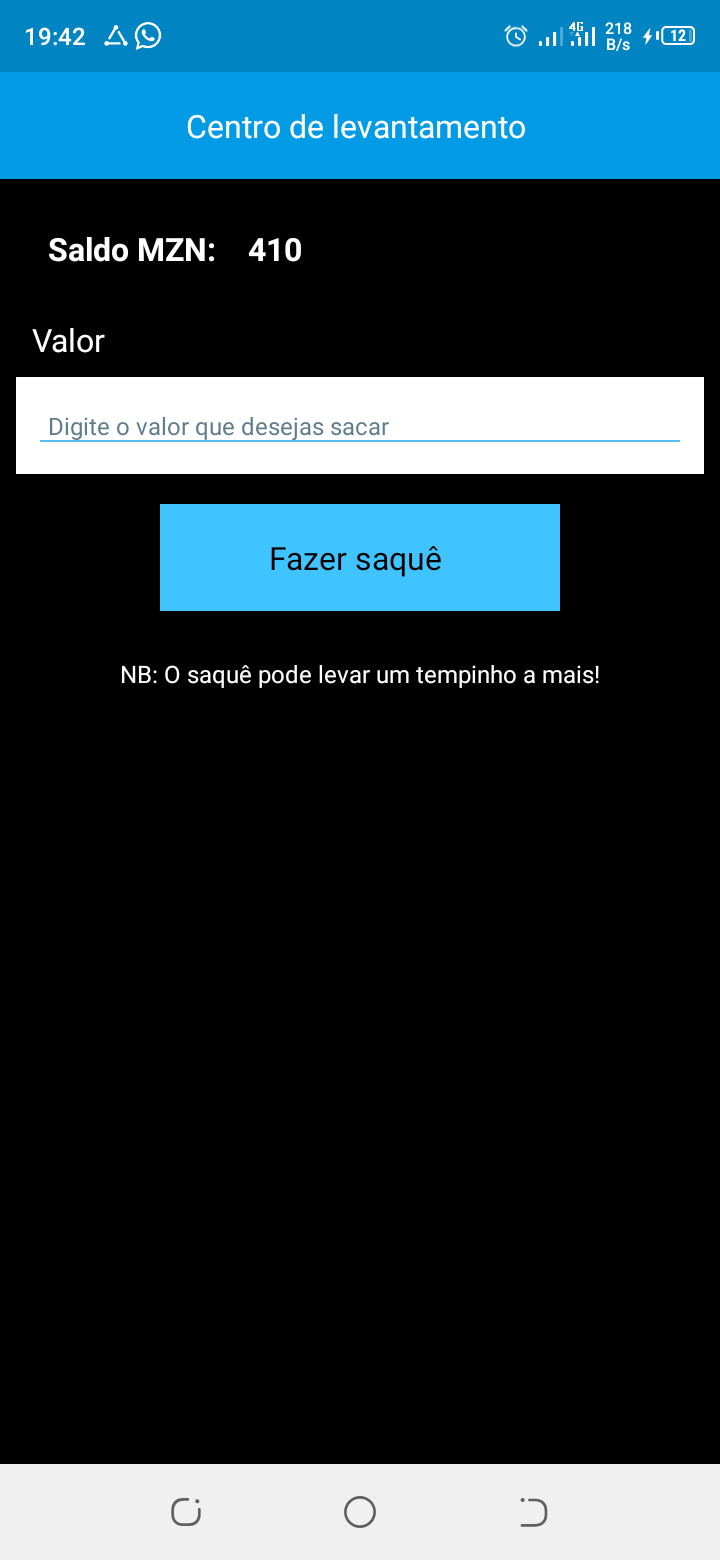 19:42
4G
218
B/s
12
Centro de levantamento
Saldo MZN: 410
Valor
Digite o valor que desejas sacar
Fazer saquê
NB: O saquê pode levar um tempinho a mais!